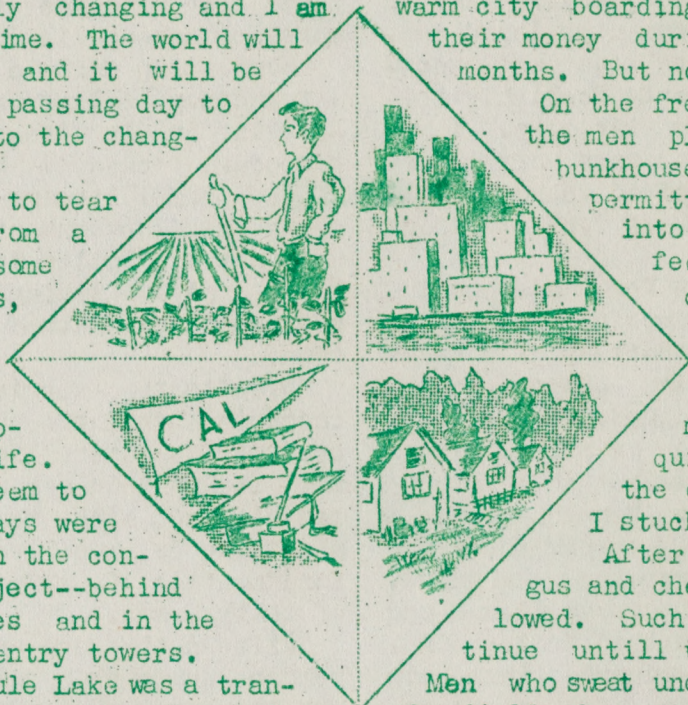 changing and I am
ime. The world will
and it will be
passing day to
to the chang-
to tear
a
some
CAL
ife.
eem to
ays were
the con-
ject--behind
es and in the
entry towers.
ule Lake was a tran-
warm city boarding
their money duri
months. But no
On the fre
the men p
bunkhouse
permitt
into
fee
qui
the
I stuck
After
gus and che
lowed. Such
tinue untill
Men who sweat und